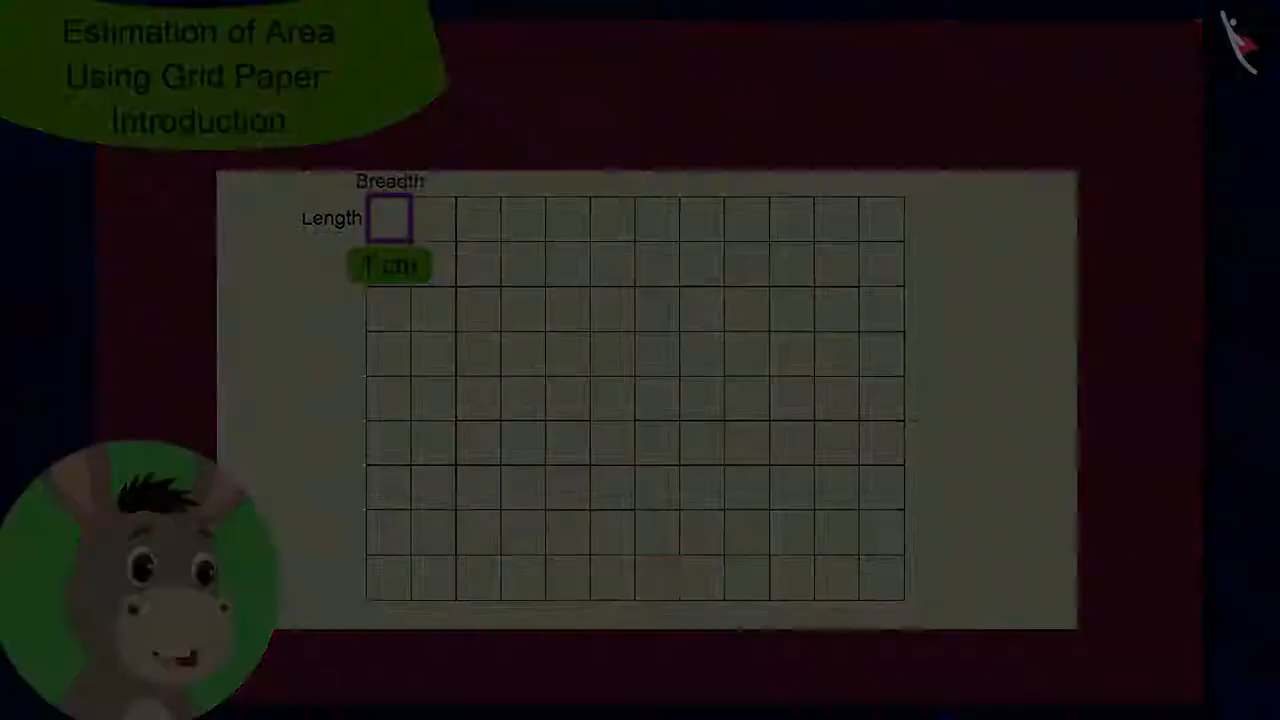 Estimation of Area
Using Grid Paper
Introduction
Breadth
Length
1 cm